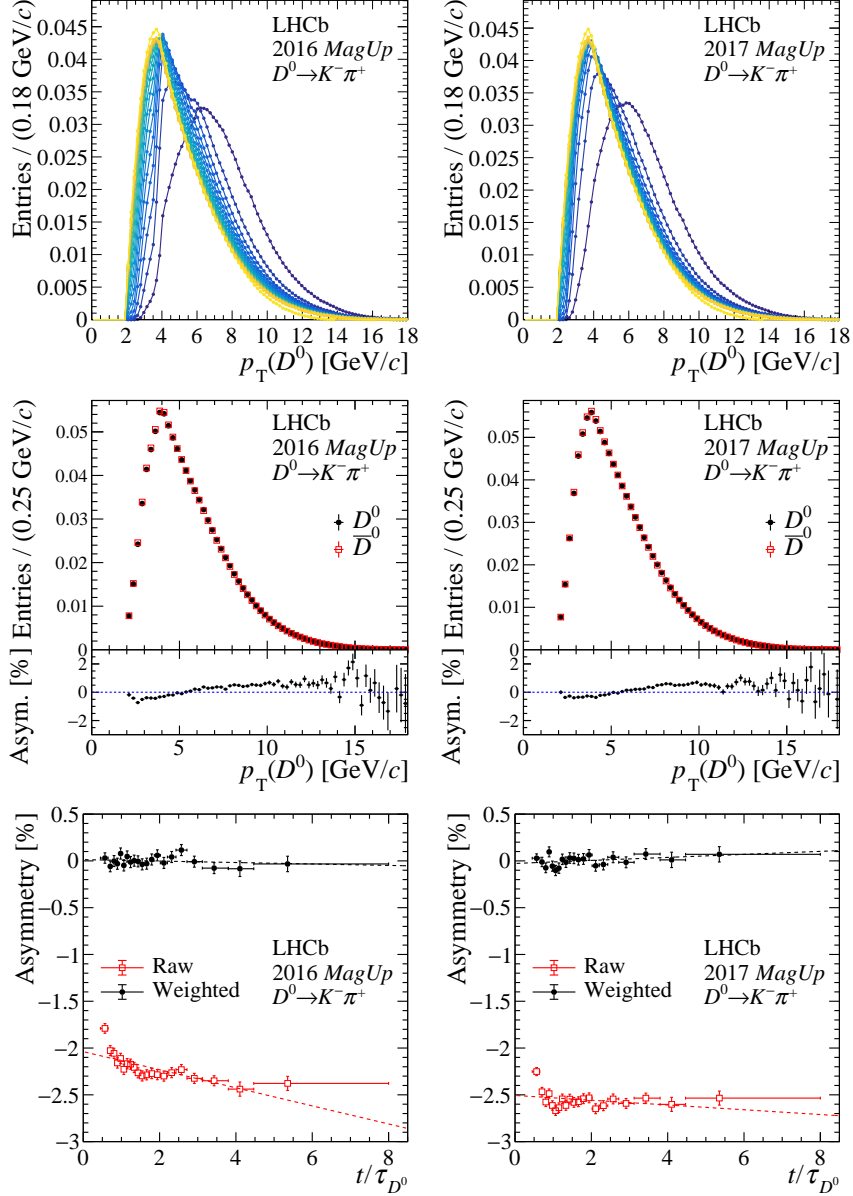 Entries / (0.18 GeV/c)
0.045
0.04
0.035
0.03
0.025
0.02
0.015
0.01
0.005
0
LHCb
2016 MagUp
D⁰→K⁻π⁺
0 2 4 6 8 10 12 14 16 18
p_T(D⁰) [GeV/c]
Entries / (0.18 GeV/c)
0.045
0.04
0.035
0.03
0.025
0.02
0.015
0.01
0.005
0
LHCb
2017 MagUp
D⁰→K⁻π⁺
0 2 4 6 8 10 12 14 16 18
p_T(D⁰) [GeV/c]
Entries / (0.25 GeV/c)
0.05
0.04
0.03
0.02
0.01
0
LHCb
2016 MagUp
D⁰→K⁻π⁺
D⁰
D̅⁰
Asym. [%]
2
0
−2
0 5 10 15
p_T(D⁰) [GeV/c]
Entries / (0.25 GeV/c)
0.05
0.04
0.03
0.02
0.01
0
LHCb
2017 MagUp
D⁰→K⁻π⁺
D⁰
D̅⁰
Asym. [%]
2
0
−2
0 5 10 15
p_T(D⁰) [GeV/c]
Asymmetry [%]
0.5
0
−0.5
−1
−1.5
−2
−2.5
−3
Raw
Weighted
LHCb
2016 MagUp
D⁰→K⁻π⁺
0 2 4 6 8
t/τ_D⁰
Asymmetry [%]
0.5
0
−0.5
−1
−1.5
−2
−2.5
−3
Raw
Weighted
LHCb
2017 MagUp
D⁰→K⁻π⁺
0 2 4 6 8
t/τ_D⁰